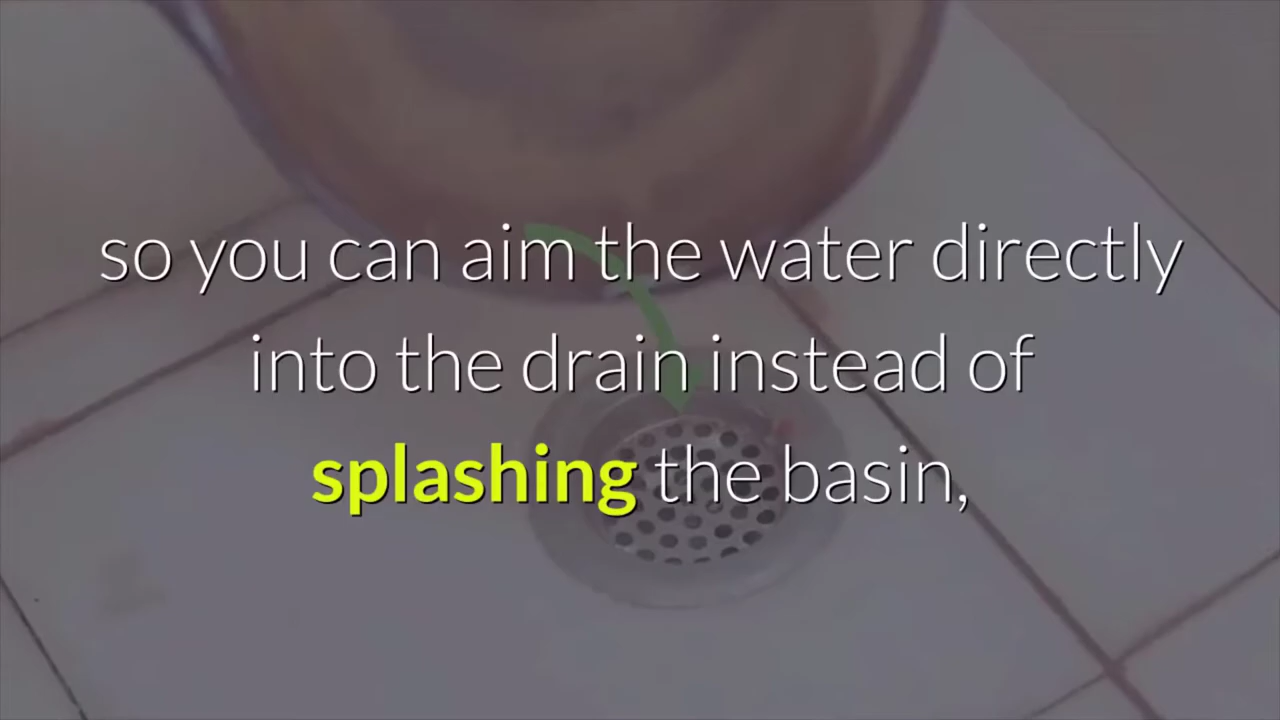 so you can aim the water directly
into the drain instead of
splashing the basin,